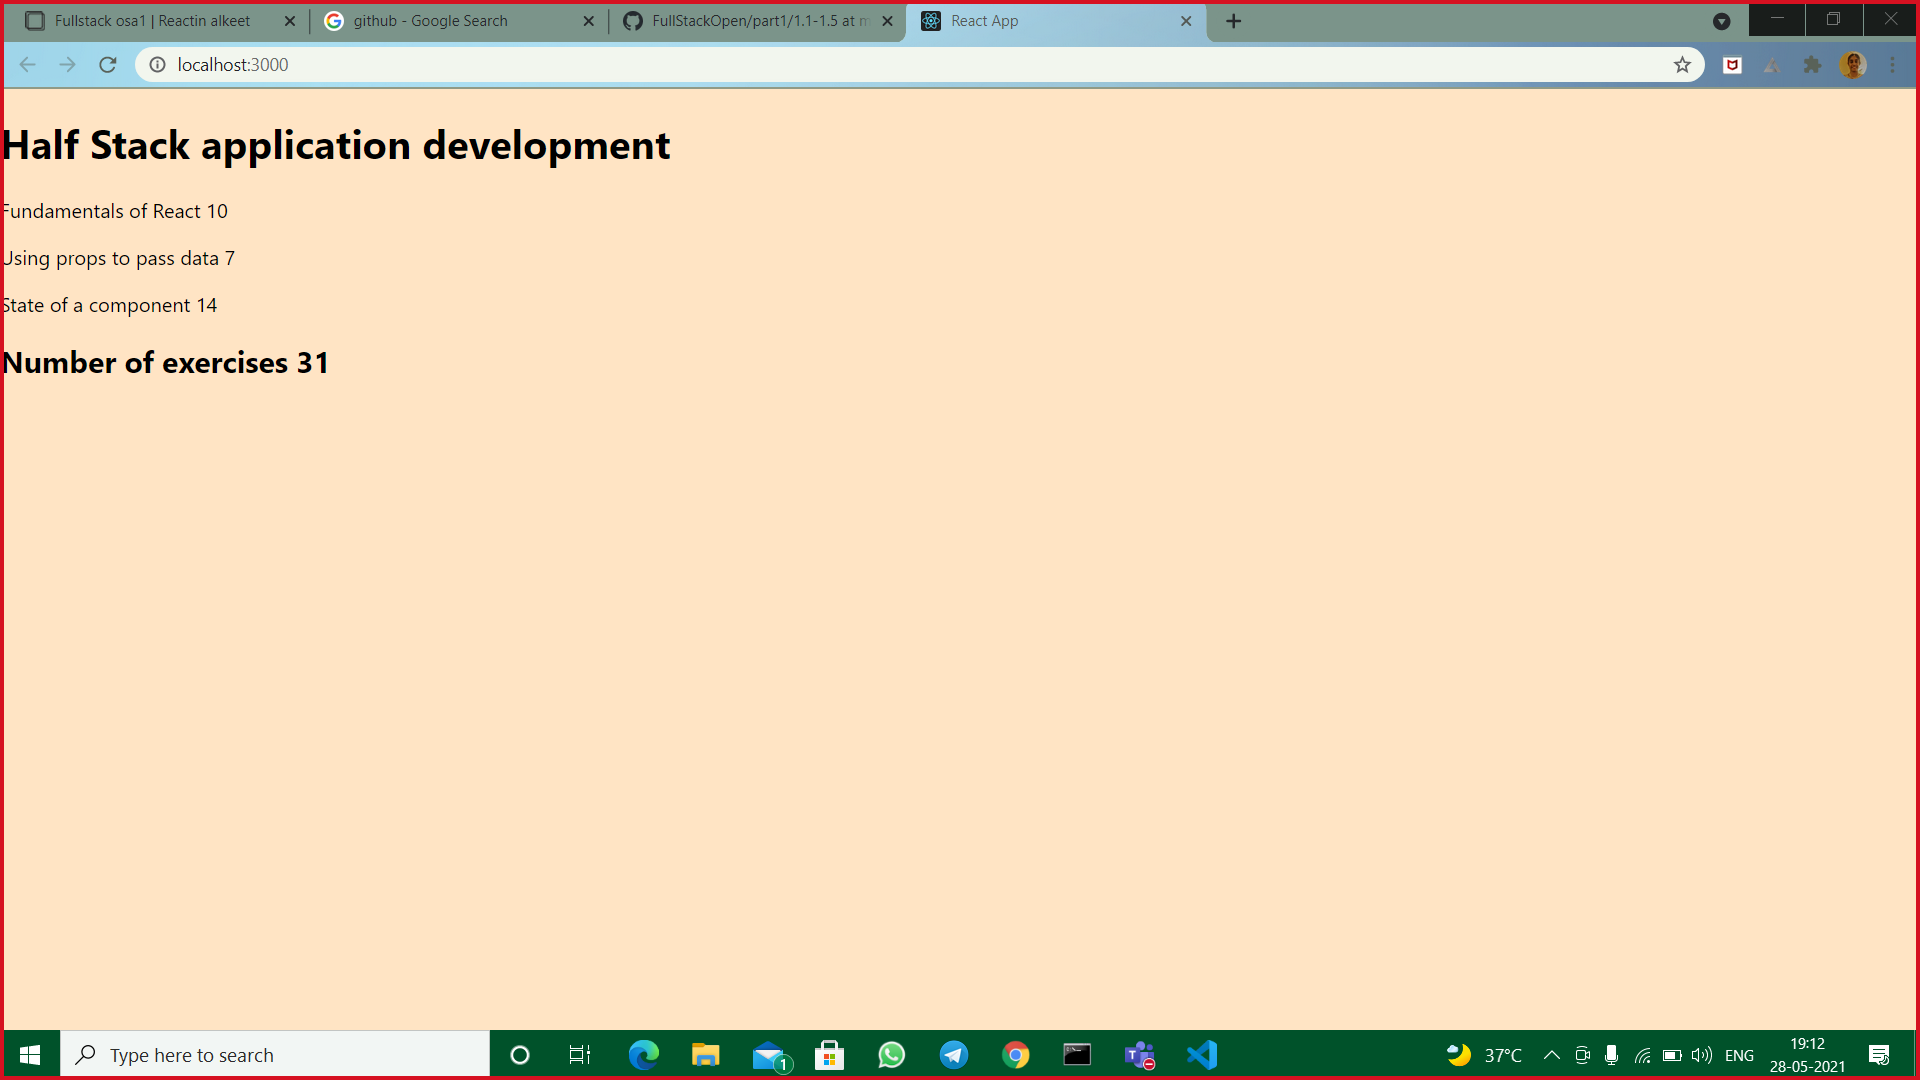 Fullstack osa1 | Reactin alkeet
github - Google Search
FullStackOpen/part1/1.1-1.5 at m
React App
localhost:3000
Half Stack application development
Fundamentals of React 10
Using props to pass data 7
State of a component 14
Number of exercises 31
Type here to search
1
37°C
ENG
19:12
28-05-2021